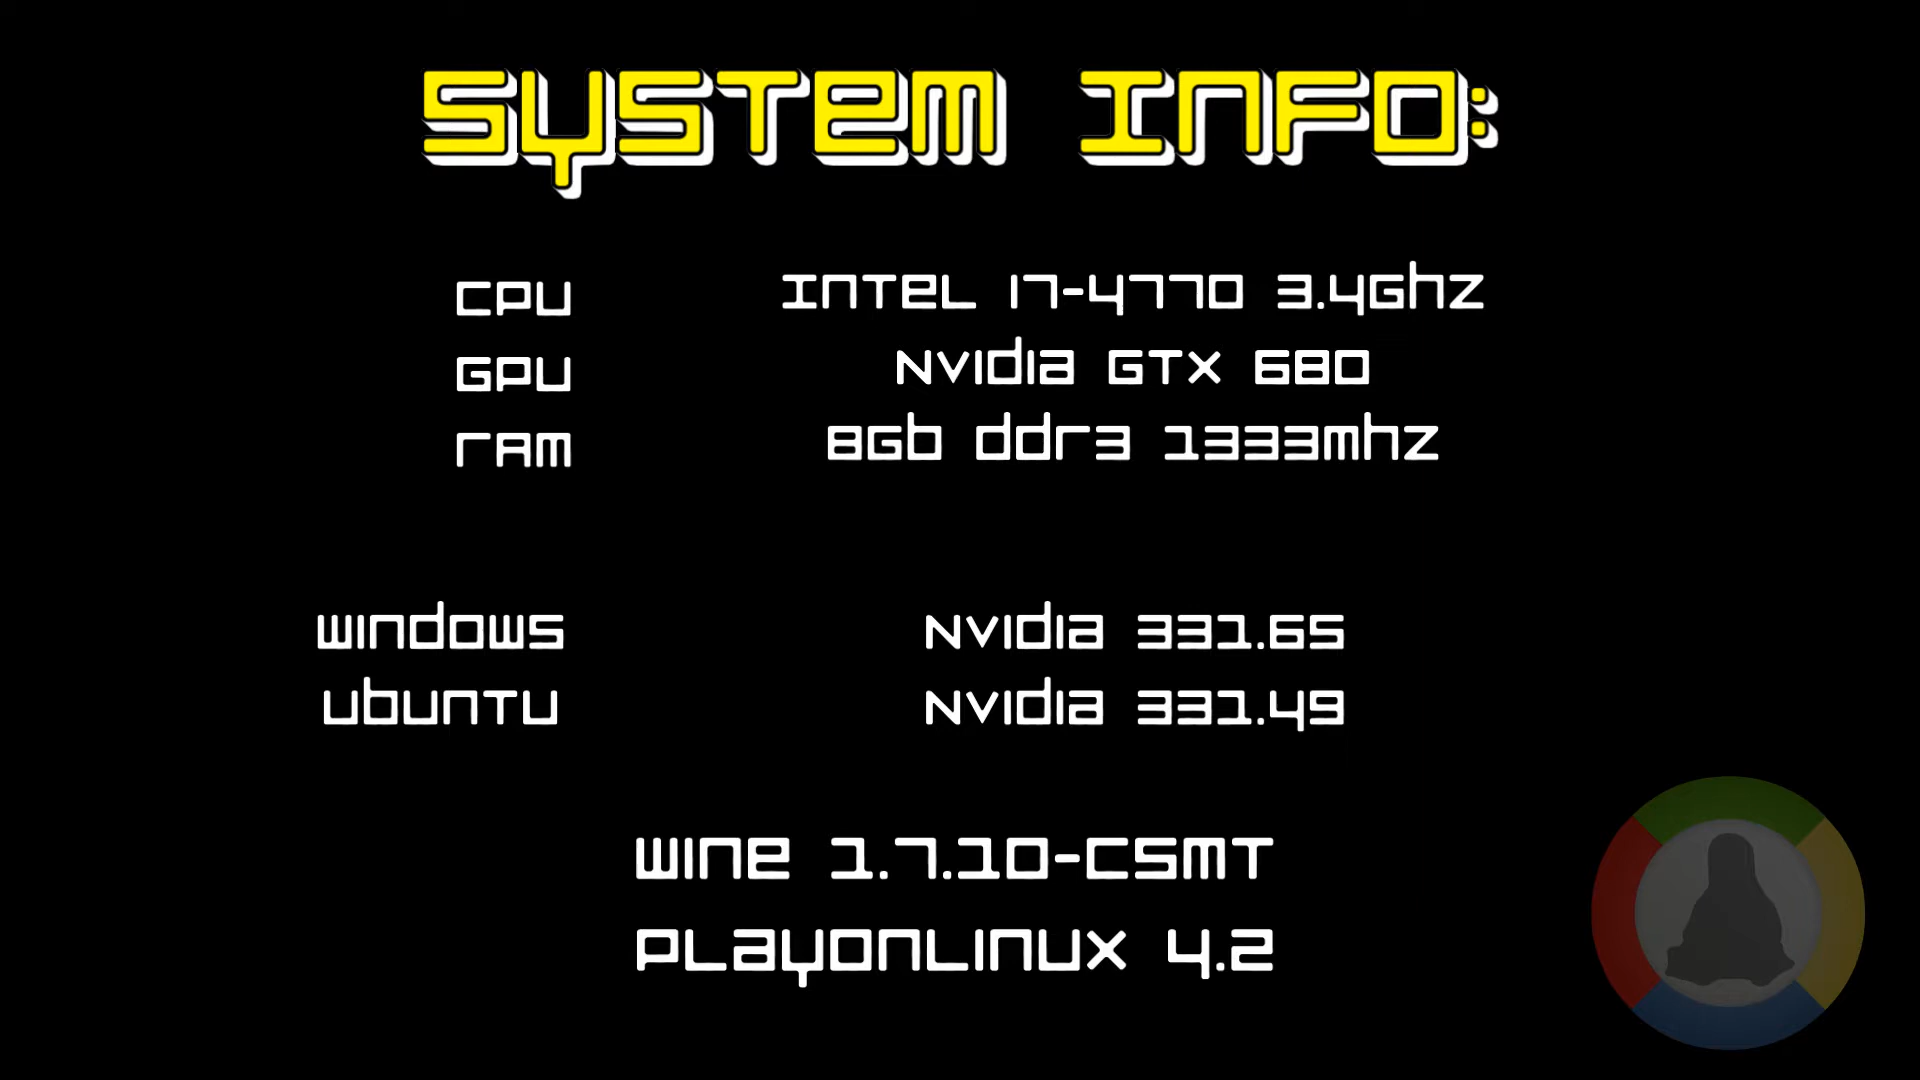 System Info:
CPU Intel i7-4770 3.4Ghz
GPU Nvidia GTX 680
RAM 8Gb ddr3 1333mhz
Windows Nvidia 331.65
Ubuntu Nvidia 331.49
Wine 1.7.10-CSMT
PlayOnLinux 4.2